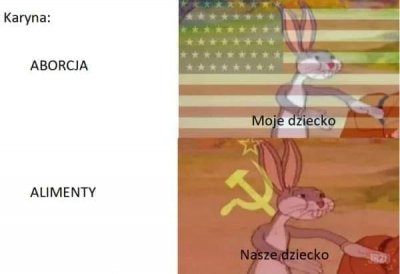 Karyna:
ABORCJA
Moje dziecko
ALIMENTY
Nasze dziecko